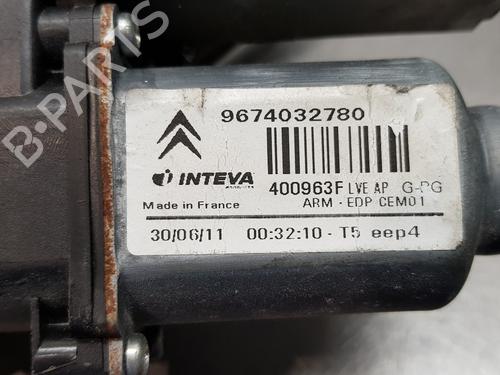 9674032780
INTEVA
400963F LVE AP G-PG
Made in France
ARM - EDP CEM01
30/06/11 00:32:10 - T5 eep4
B-PARTS